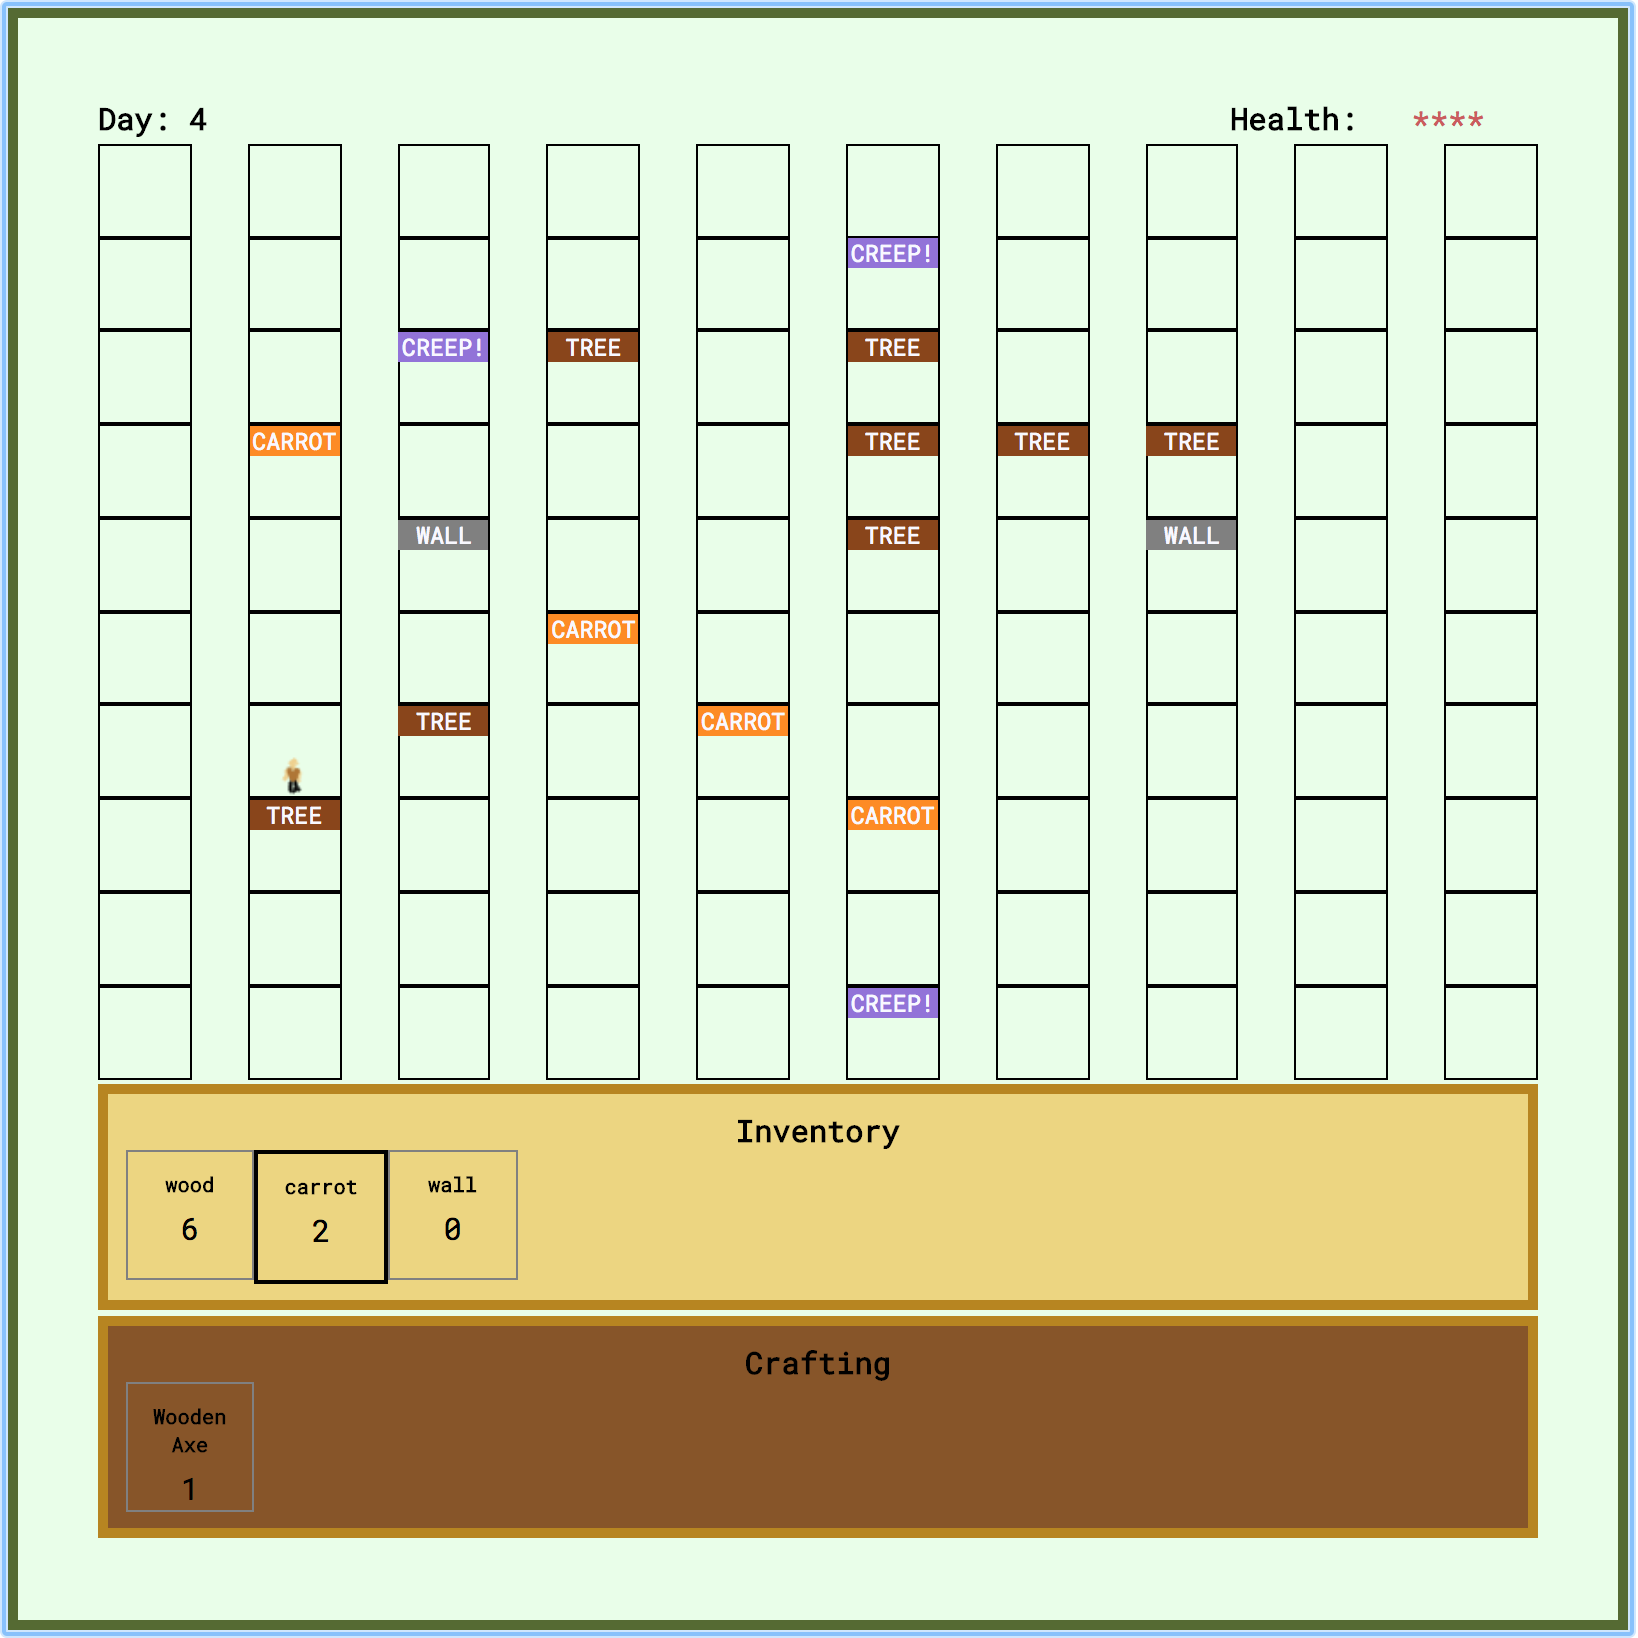 Day: 4 Health: ****
CREEP!
CREEP! TREE TREE
CARROT TREE TREE TREE
WALL TREE WALL
CARROT
TREE CARROT
TREE CARROT
CREEP!
Inventory
wood carrot wall
6 2 0
Crafting
Wooden
Axe
1